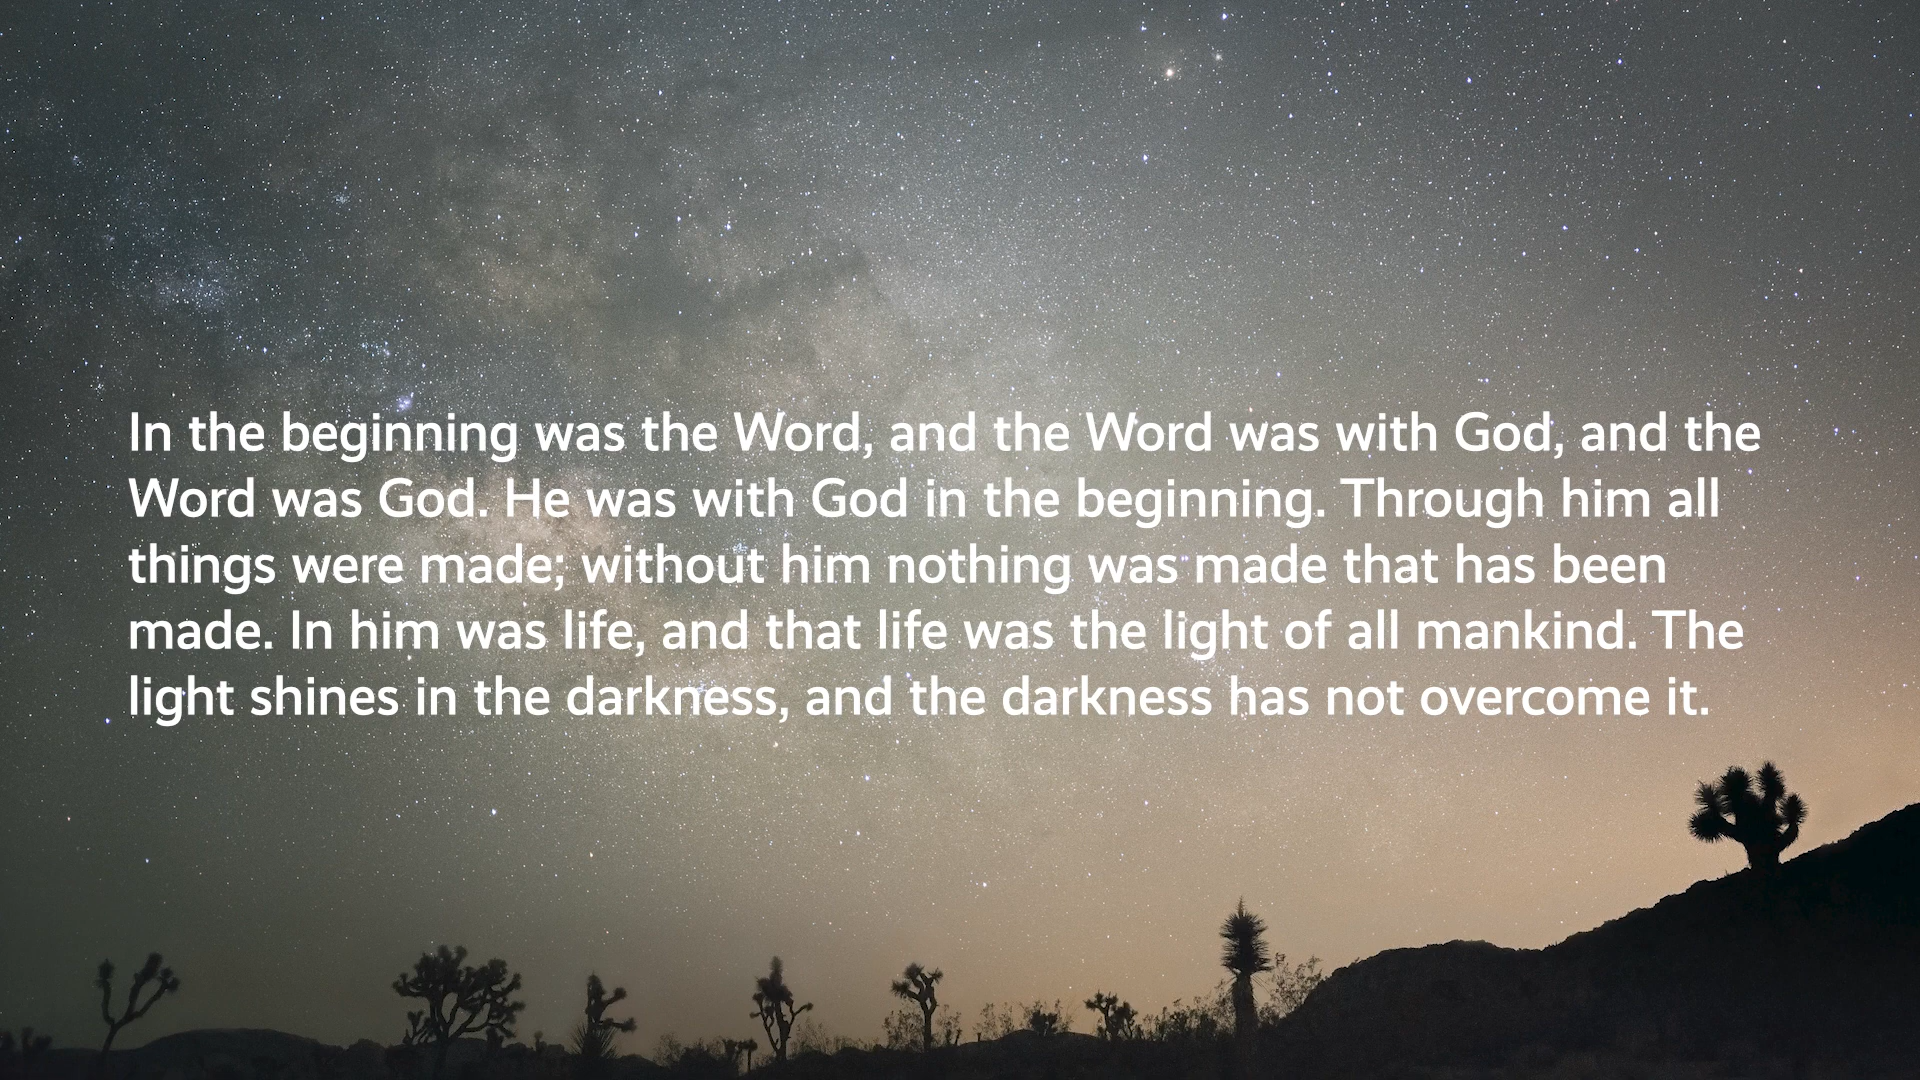 In the beginning was the Word, and the Word was with God, and the
Word was God. He was with God in the beginning. Through him all
things were made; without him nothing was made that has been
made. In him was life, and that life was the light of all mankind. The
light shines in the darkness, and the darkness has not overcome it.